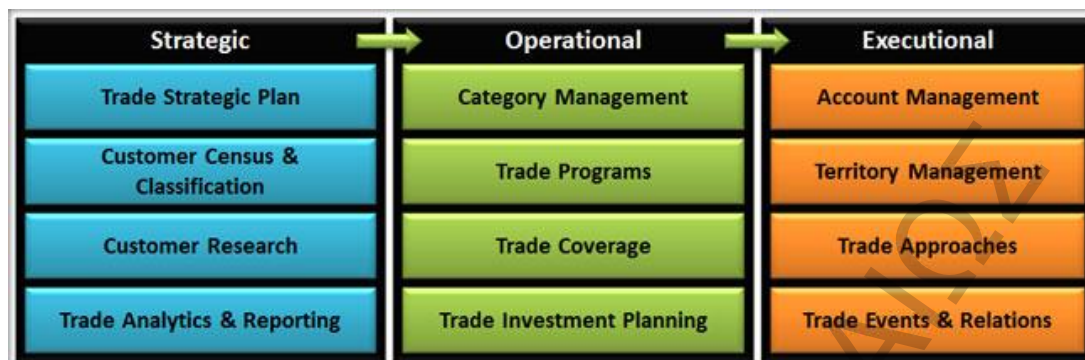 Strategic
Operational
Executional
Trade Strategic Plan
Category Management
Account Management
Customer Census &
Classification
Trade Programs
Territory Management
Customer Research
Trade Coverage
Trade Approaches
Trade Analytics & Reporting
Trade Investment Planning
Trade Events & Relations